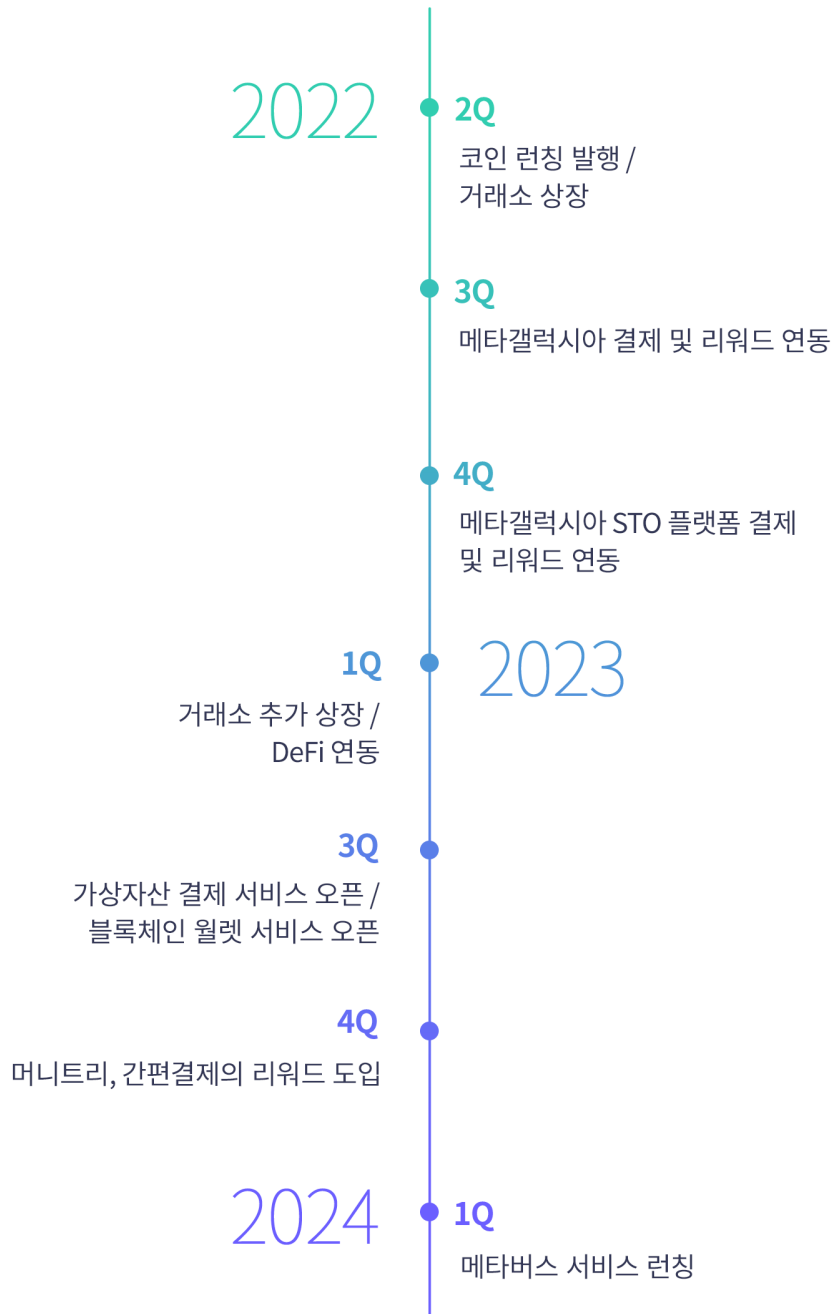 2022
2Q
코인 런칭 발행 /
거래소 상장
3Q
메타갤럭시아 결제 및 리워드 연동
4Q
메타갤럭시아 STO 플랫폼 결제
및 리워드 연동
2023
1Q
거래소 추가 상장 /
DeFi 연동
3Q
가상자산 결제 서비스 오픈 /
블록체인 월렛 서비스 오픈
4Q
머니트리, 간편결제의 리워드 도입
2024
1Q
메타버스 서비스 런칭